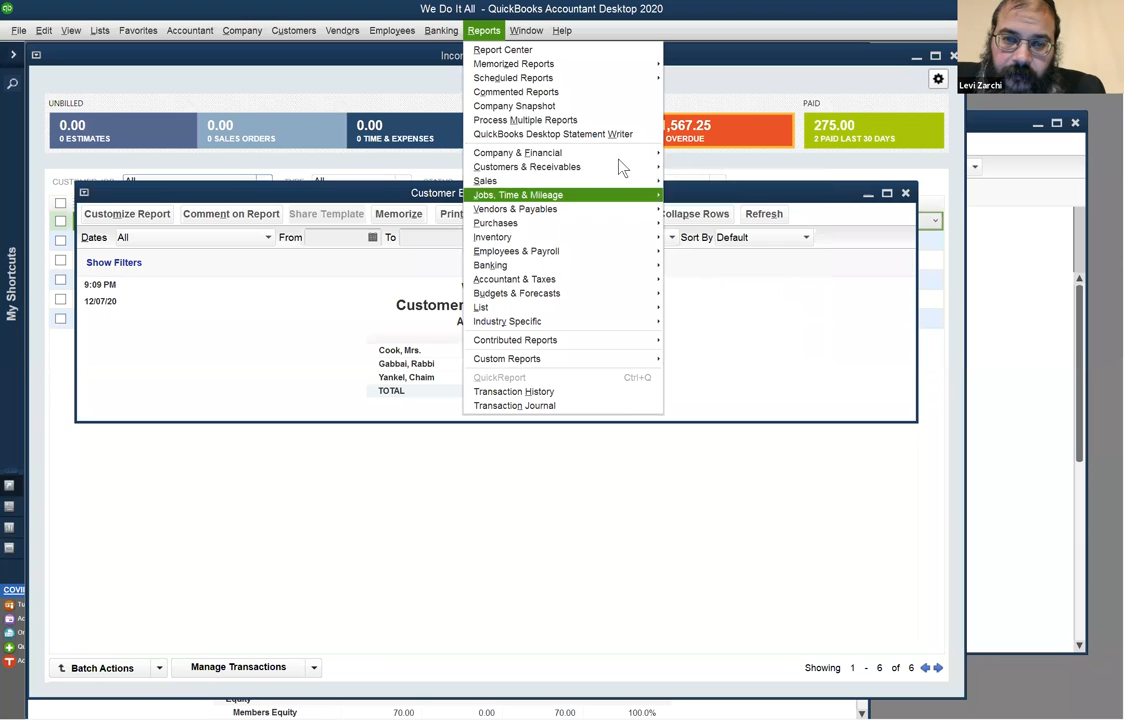 We Do It All - QuickBooks Accountant Desktop 2020
File Edit View Lists Favorites Accountant Company Customers Vendors Employees Banking Reports Window Help
Levi Zarchi
UNBILLED
0.00
0 ESTIMATES
0.00
0 SALES ORDERS
0.00
0 TIME & EXPENSES
1,567.25
OVERDUE
PAID
275.00
2 PAID LAST 30 DAYS
Report Center
Memorized Reports
Scheduled Reports
Commented Reports
Company Snapshot
Process Multiple Reports
QuickBooks Desktop Statement Writer
Company & Financial
Customers & Receivables
Sales
Jobs, Time & Mileage
Vendors & Payables
Purchases
Inventory
Employees & Payroll
Banking
Accountant & Taxes
Budgets & Forecasts
List
Industry Specific
Contributed Reports
Custom Reports
QuickReport Ctrl+Q
Transaction History
Transaction Journal
My Shortcuts
Customer
Customize Report Comment on Report Share Template Memorize Print Collapse Rows Refresh
Dates All From To Sort By Default
Show Filters
9:09 PM
12/07/20
Customer
Cook, Mrs.
Gabbai, Rabbi
Yankel, Chaim
TOTAL
COVI
Batch Actions Manage Transactions Showing 1 - 6 of 6
Equity
Members Equity 70.00 0.00 70.00 100.0%